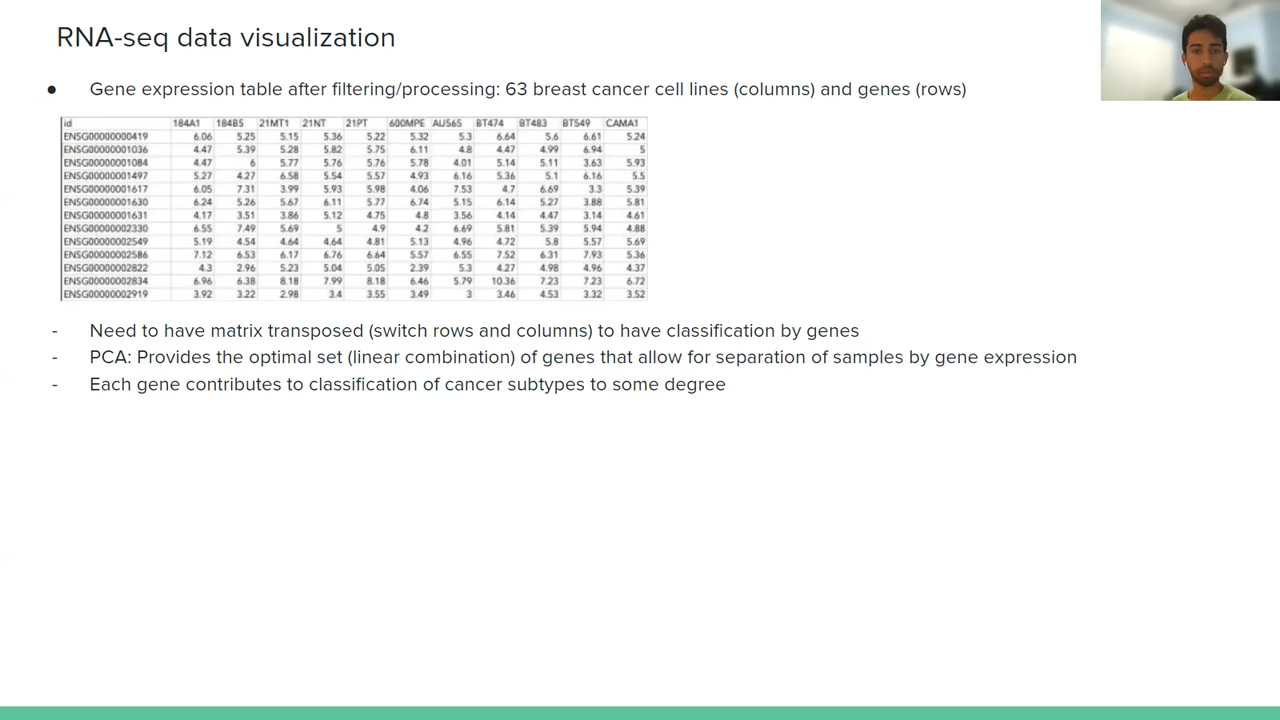 RNA-seq data visualization
● Gene expression table after filtering/processing: 63 breast cancer cell lines (columns) and genes (rows)
id 184A1 184B5 21MT1 21NT 21PT 600MPE AU565 BT474 BT483 BT549 CAMA1
ENSG00000000419 6.06 5.25 5.15 5.36 5.22 5.32 5.3 6.64 5.6 6.61 5.24
ENSG00000001036 4.47 5.39 5.28 5.82 5.75 6.11 4.8 4.47 4.99 6.94 5
ENSG00000001084 4.47 6 5.77 5.76 5.76 5.78 4.01 5.14 5.11 3.63 5.93
ENSG00000001497 5.27 4.27 6.58 5.54 5.57 4.93 6.16 5.36 5.1 6.16 5.5
ENSG00000001617 6.05 7.31 3.99 5.93 5.98 4.06 7.53 4.7 6.69 3.3 5.39
ENSG00000001630 6.24 5.26 5.67 6.11 5.77 6.74 5.15 6.14 5.27 3.88 5.81
ENSG00000001631 4.17 3.51 3.86 5.12 4.75 4.8 3.56 4.14 4.47 3.14 4.61
ENSG00000002330 6.55 7.49 5.69 5 4.9 4.2 6.69 5.81 5.39 5.94 4.88
ENSG00000002549 5.19 4.54 4.64 4.64 4.81 5.13 4.96 4.72 5.8 5.57 5.69
ENSG00000002586 7.12 6.53 6.17 6.76 6.64 5.57 6.55 7.52 6.31 7.93 5.36
ENSG00000002822 4.3 2.96 5.23 5.04 5.05 2.39 5.3 4.27 4.98 4.96 4.37
ENSG00000002834 6.96 6.38 8.18 7.99 8.18 6.46 5.79 10.36 7.23 7.23 6.72
ENSG00000002919 3.92 3.22 2.98 3.4 3.55 3.49 3 3.46 4.53 3.32 3.52
- Need to have matrix transposed (switch rows and columns) to have classification by genes
- PCA: Provides the optimal set (linear combination) of genes that allow for separation of samples by gene expression
- Each gene contributes to classification of cancer subtypes to some degree